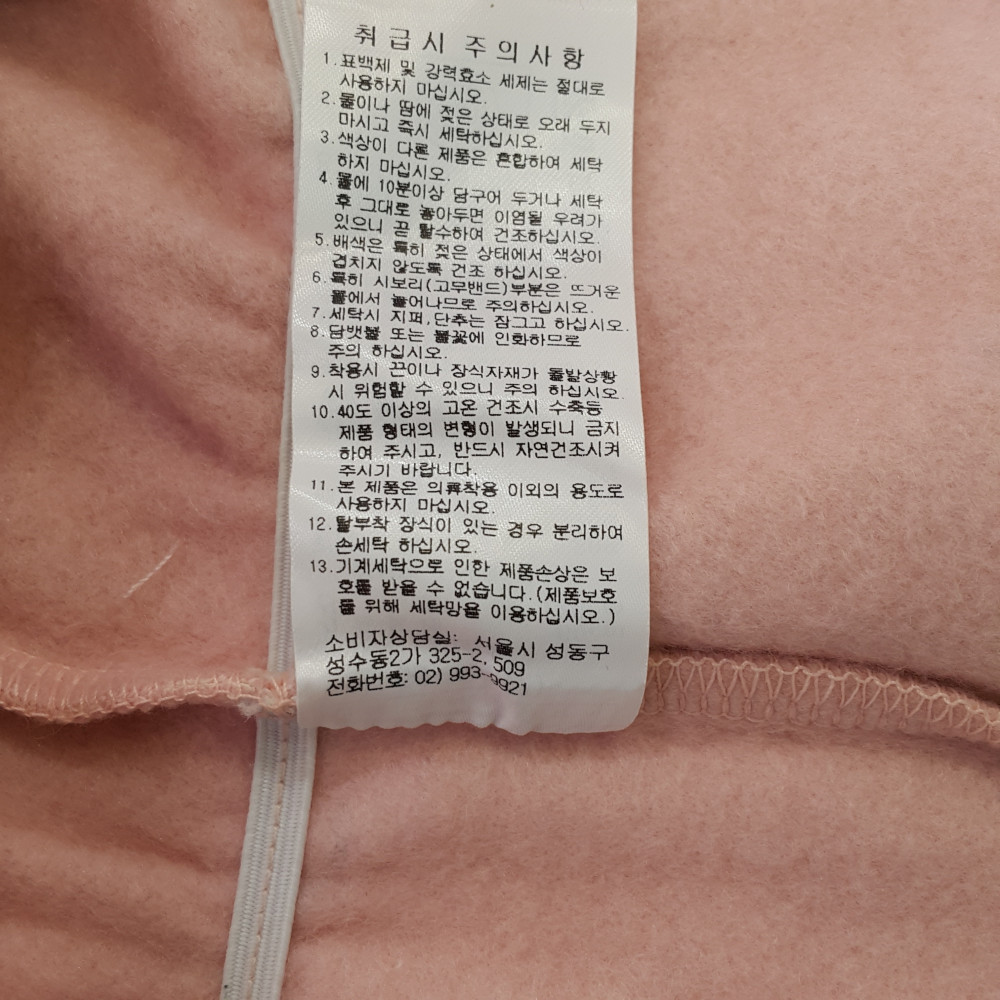 취급시 주의사항
1.표백제 및 강력효소 세제는 절대로
사용하지 마십시오.
2.물이나 땀에 젖은 상태로 오래 두지
마시고 즉시 세탁하십시오.
3.색상이 다른 제품은 혼합하여 세탁
하지 마십시오.
4.물에 10분이상 담구어 두거나 세탁
후 그대로 놓아두면 이염될 우려가
있으니 곧 탈수하여 건조하십시오.
5.배색은 특히 젖은 상태에서 색상이
겹치지 않도록 건조 하십시오.
6.특히 시보리(고무밴드)부분은 뜨거운
물에서 늘어나므로 주의하십시오.
7.세탁시 지퍼,단추는 잠그고 하십시오.
8.담뱃불 또는 불꽃에 인화하므로
주의 하십시오.
9.착용시 끈이나 장식자재가 돌발상황
시 위험할 수 있으니 주의 하십시오.
10.40도 이상의 고온 건조시 수축등
제품 형태의 변형이 발생되니 금지
하여 주시고, 반드시 자연건조시켜
주시기 바랍니다.
11.본 제품은 의류착용 이외의 용도로
사용하지 마십시오.
12.탈부착 장식이 있는 경우 분리하여
손세탁 하십시오.
13.기계세탁으로 인한 제품손상은 보
호를 받을 수 없습니다.(제품보호
를 위해 세탁망을 이용하십시오.)
소비자상담실: 서울시 성동구
성수동2가 325-2, 509
전화번호: 02) 993-9921